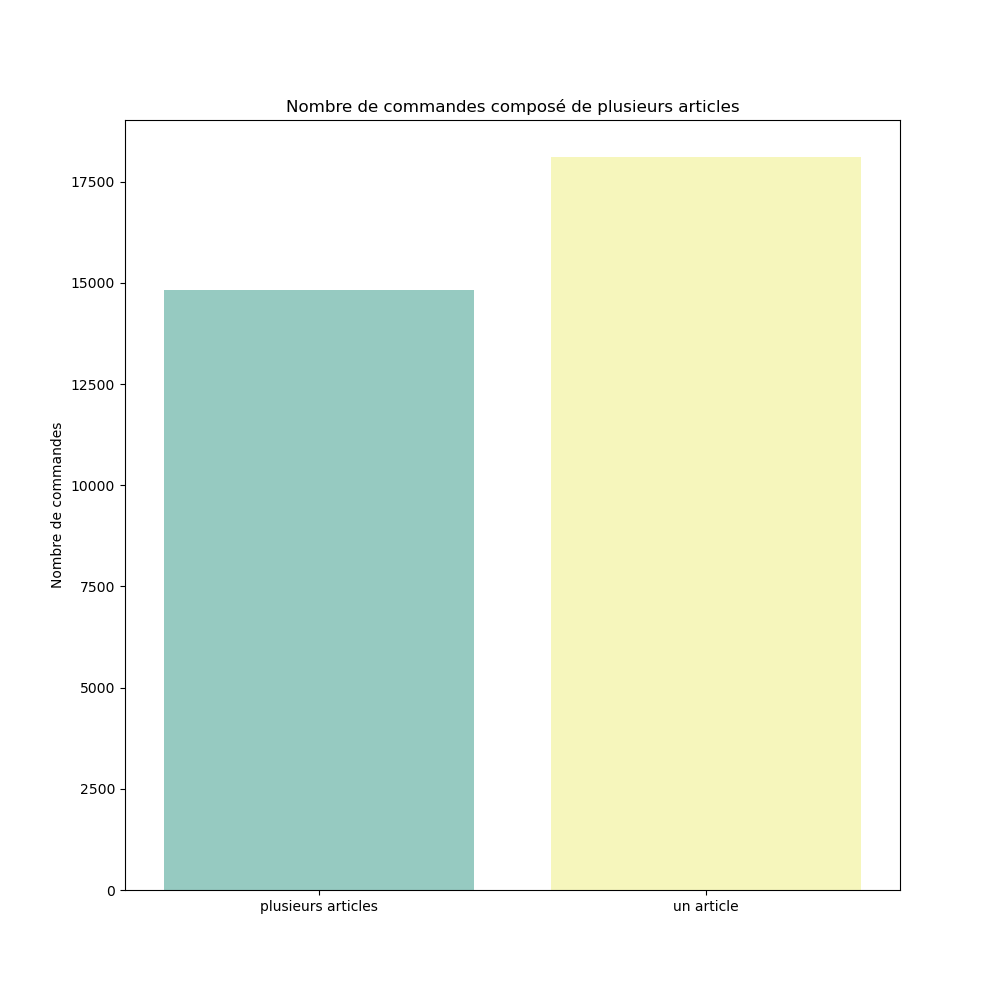 Nombre de commandes composé de plusieurs articles
17500
15000
12500
10000
7500
5000
2500
0
Nombre de commandes
plusieurs articles
un article